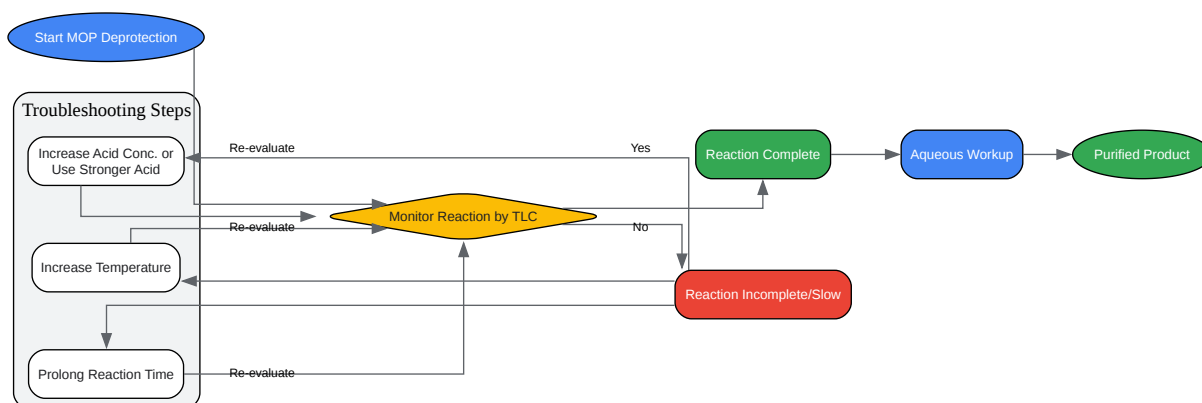 Start MOP Deprotection
Troubleshooting Steps
Increase Acid Conc. or
Use Stronger Acid
Re-evaluate
Yes
Reaction Complete
Aqueous Workup
Purified Product
Monitor Reaction by TLC
Re-evaluate
No
Increase Temperature
Reaction Incomplete/Slow
Prolong Reaction Time
Re-evaluate